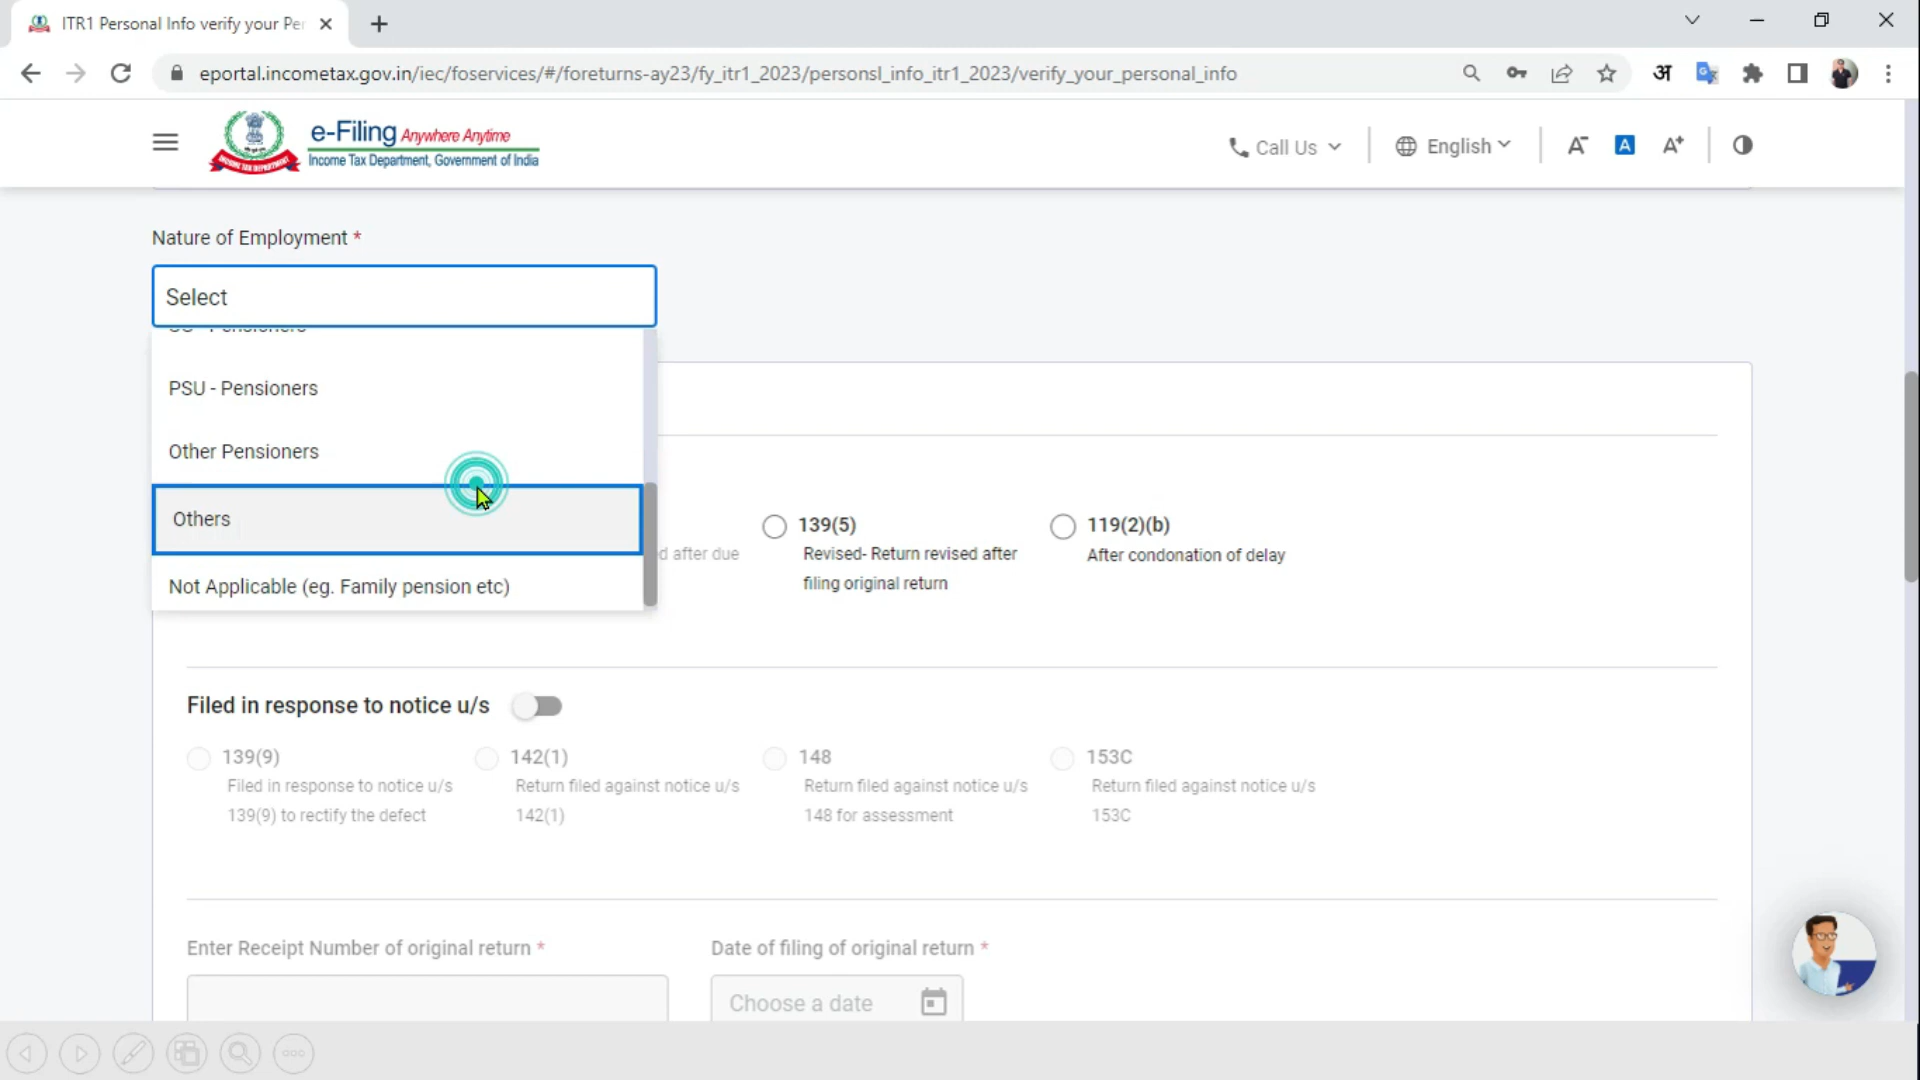 ITR1 Personal Info verify your Per
eportal.incometax.gov.in/iec/foservices/#/foreturns-ay23/fy_itr1_2023/personsl_info_itr1_2023/verify_your_personal_info
अ
e-Filing Anywhere Anytime
Income Tax Department, Government of India
INCOME TAX DEPARTMENT
Call Us
English
A-
A
A+
Nature of Employment *
Select
Pensioners
PSU - Pensioners
Other Pensioners
Others
Not Applicable (eg. Family pension etc)
d after due
139(5)
Revised- Return revised after
filing original return
119(2)(b)
After condonation of delay
Filed in response to notice u/s
139(9)
Filed in response to notice u/s
139(9) to rectify the defect
142(1)
Return filed against notice u/s
142(1)
148
Return filed against notice u/s
148 for assessment
153C
Return filed against notice u/s
153C
Enter Receipt Number of original return *
Date of filing of original return *
Choose a date